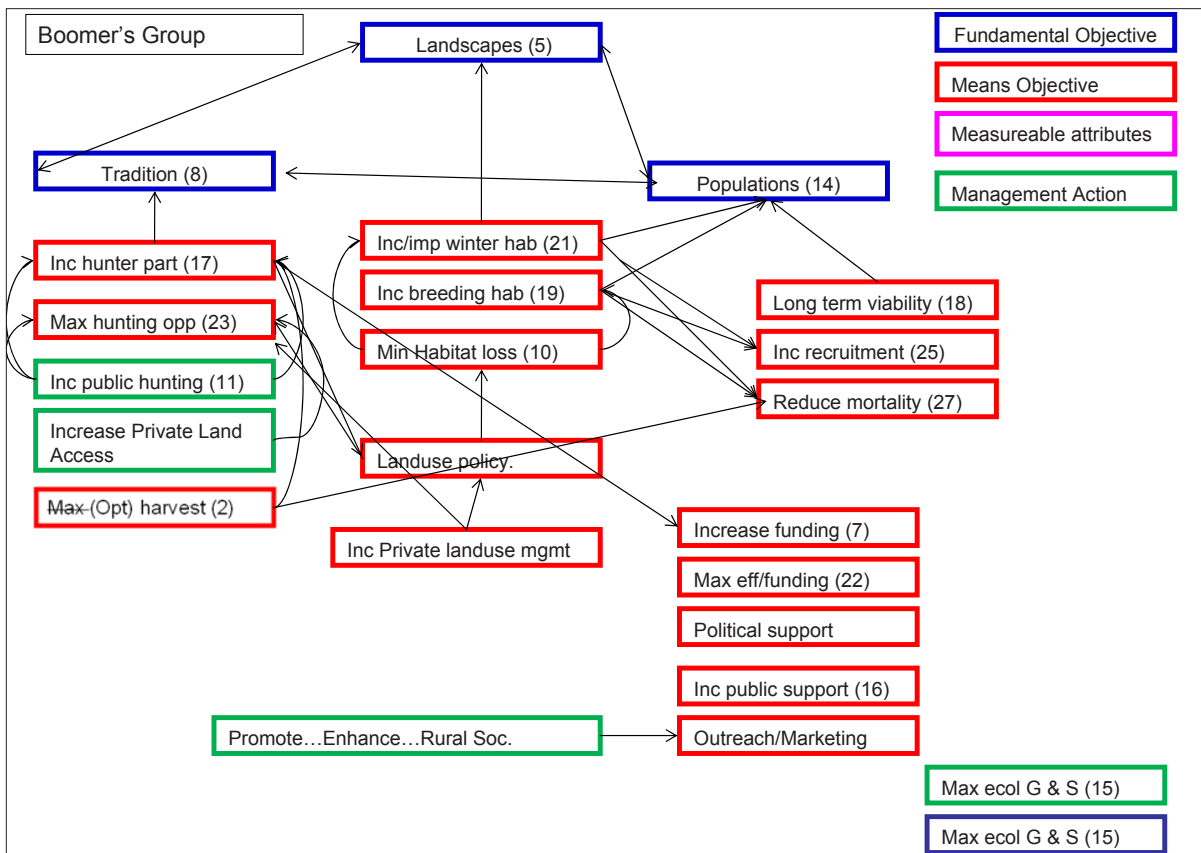 Boomer's Group
Landscapes (5)
Fundamental Objective
Means Objective
Measureable attributes
Management Action
Tradition (8)
Populations (14)
Inc hunter part (17)
Max hunting opp (23)
Inc public hunting (11)
Increase Private Land
Access
Max (Opt) harvest (2)
Inc/imp winter hab (21)
Inc breeding hab (19)
Min Habitat loss (10)
Landuse policy.
Inc Private landuse mgmt
Long term viability (18)
Inc recruitment (25)
Reduce mortality (27)
Increase funding (7)
Max eff/funding (22)
Political support
Inc public support (16)
Promote…Enhance…Rural Soc.
Outreach/Marketing
Max ecol G & S (15)
Max ecol G & S (15)